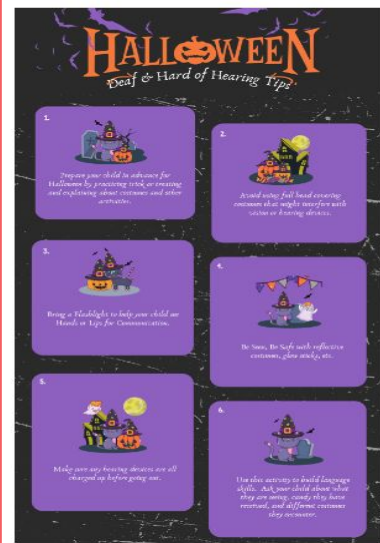 HALLOWEEN
Deaf & Hard of Hearing Tips
1.
Prepare your child in advance for
Halloween by practicing trick or treating
and explaining about costumes and other
activities.
2.
Avoid using full head covering
costumes that might interfere with
vision or hearing devices.
3.
Bring a Flashlight to help your child see
Hands or Lips for Communication.
4.
Be Seen, Be Safe with reflective
costumes, glow sticks, etc.
5.
Make sure any hearing devices are all
charged up before going out.
6.
Use this activity to build language
skills. Ask your child about what
they are seeing, candy they have
received, and different costumes
they encounter.